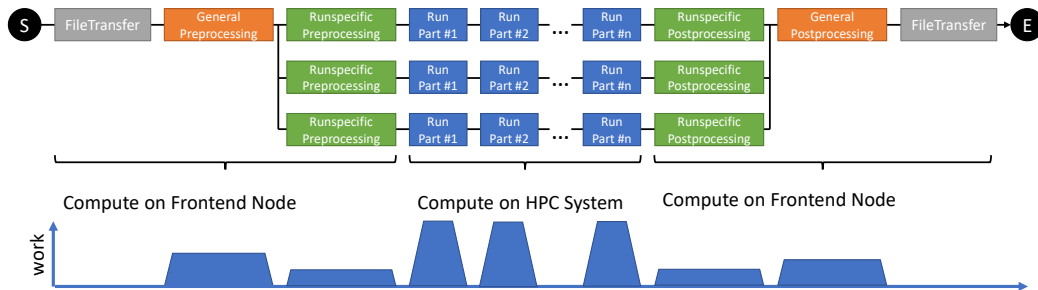 S
FileTransfer
General
Preprocessing
Runspecific
Preprocessing
Run
Part #1
Run
Part #2
...
Run
Part #n
Runspecific
Postprocessing
General
Postprocessing
FileTransfer
E
Runspecific
Preprocessing
Run
Part #1
Run
Part #2
...
Run
Part #n
Runspecific
Postprocessing
Runspecific
Preprocessing
Run
Part #1
Run
Part #2
...
Run
Part #n
Runspecific
Postprocessing
Compute on Frontend Node
Compute on HPC System
Compute on Frontend Node
work